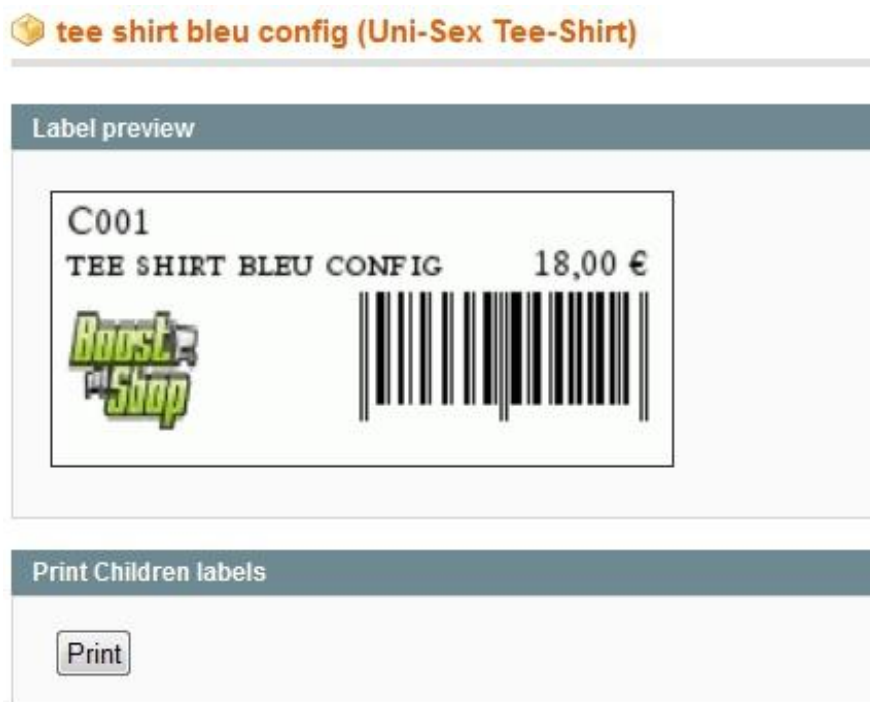 tee shirt bleu config (Uni-Sex Tee-Shirt)
Label preview
C001
TEE SHIRT BLEU CONFIG 18,00 €
Boost
Shop
Print Children labels
Print